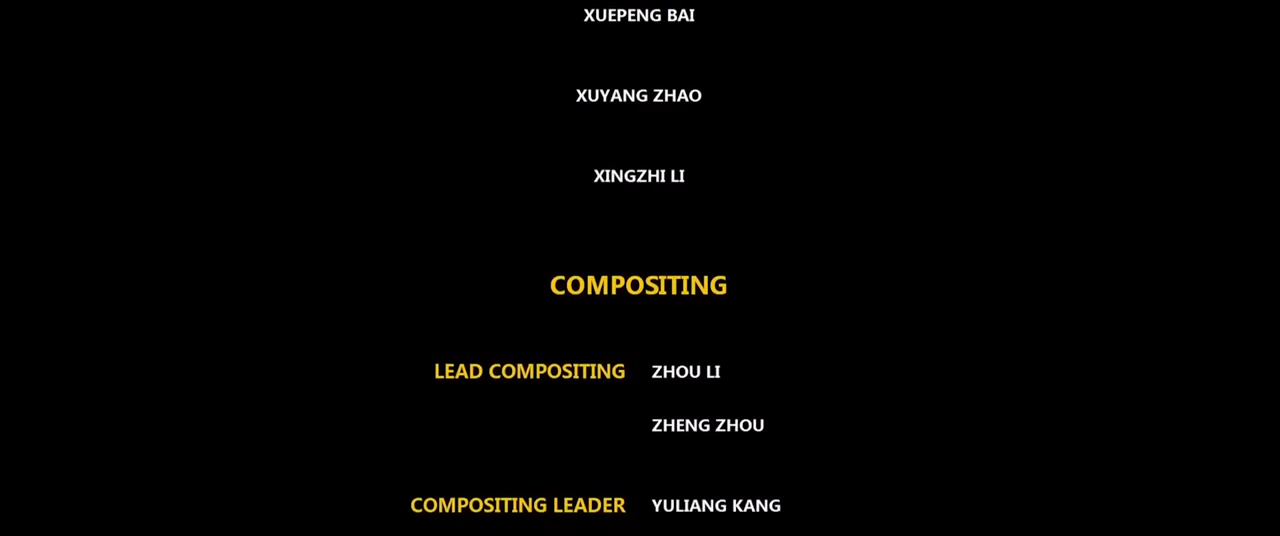 XUEPENG BAI
XUYANG ZHAO
XINGZHI LI
COMPOSITING
LEAD COMPOSITING ZHOU LI
ZHENG ZHOU
COMPOSITING LEADER YULIANG KANG